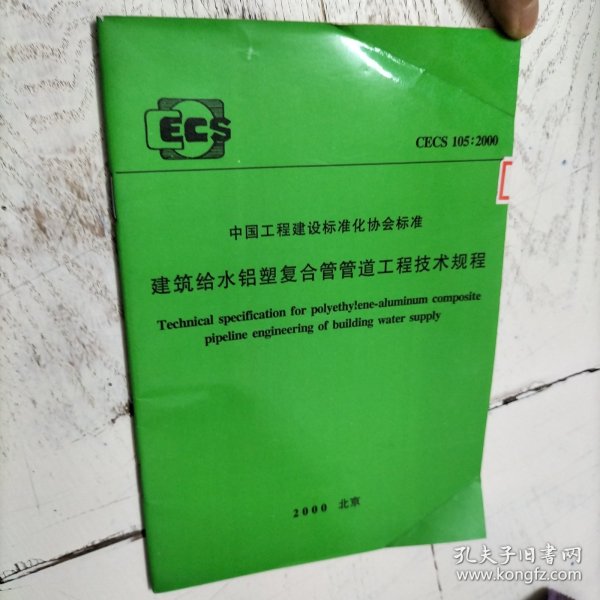 CECS
CECS 105:2000
中国工程建设标准化协会标准
建筑给水铝塑复合管管道工程技术规程
Technical specification for polyethylene-aluminum composite
pipeline engineering of building water supply
2000 北京
孔夫子旧书网
www.kongfz.com